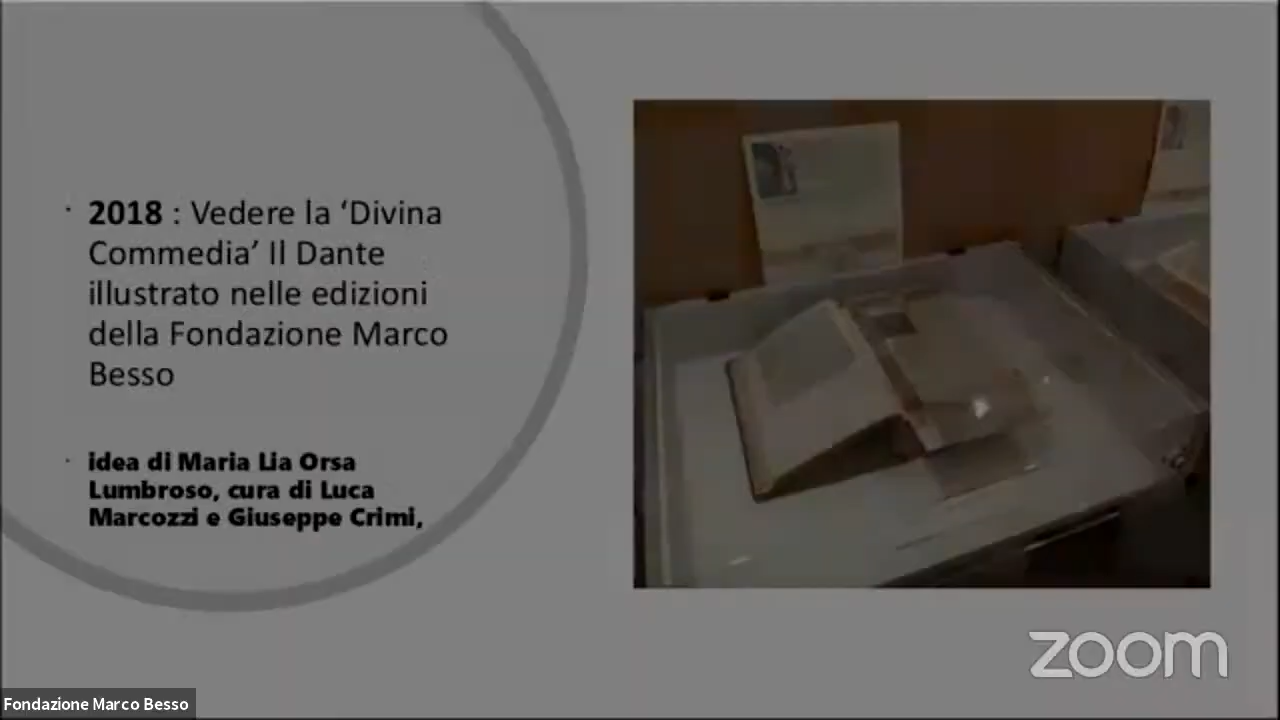 2018 : Vedere la ‘Divina
Commedia’ Il Dante
illustrato nelle edizioni
della Fondazione Marco
Besso
idea di Maria Lia Orsa
Lumbroso, cura di Luca
Marcozzi e Giuseppe Crimi,
zoom
Fondazione Marco Besso